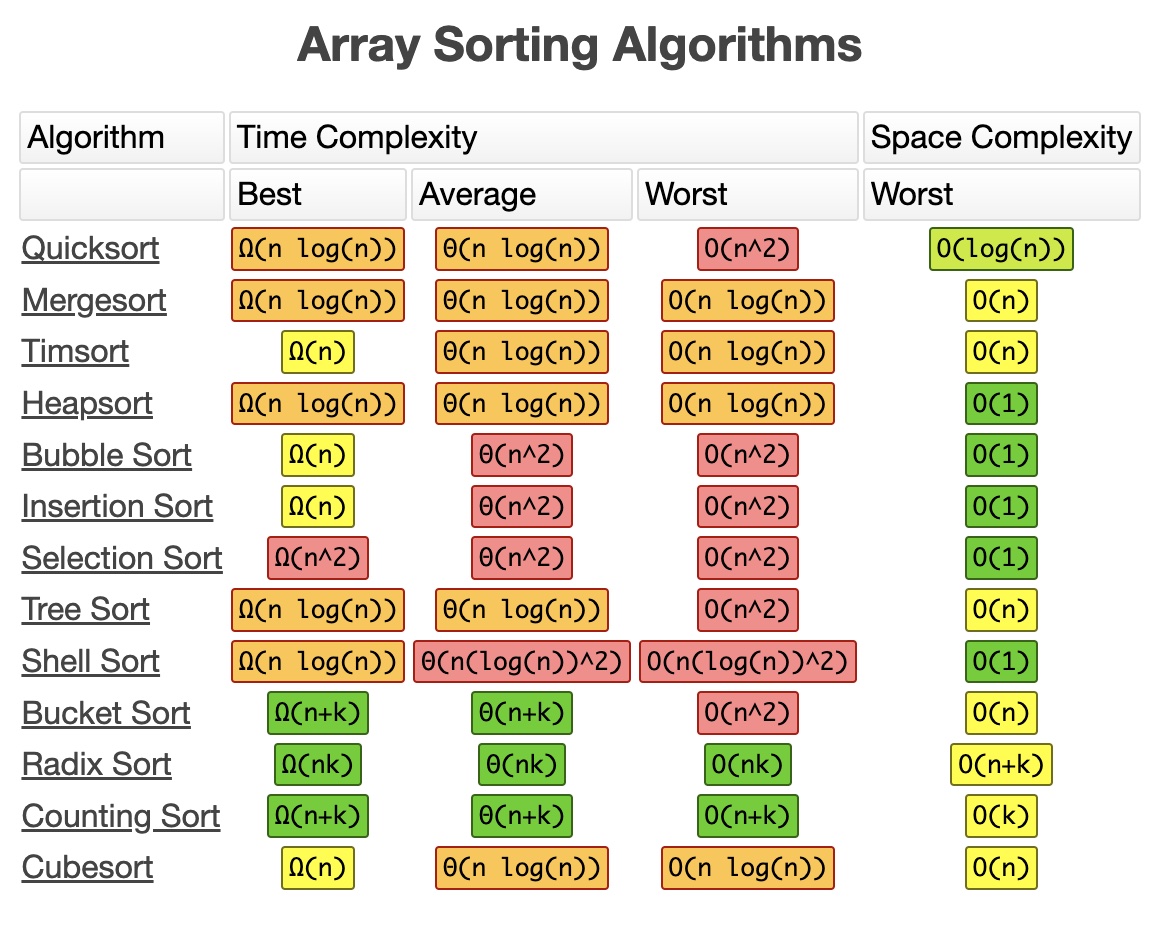 Array Sorting Algorithms
Algorithm Time Complexity Space Complexity
Best Average Worst Worst
Quicksort Ω(n log(n)) Θ(n log(n)) O(n^2) O(log(n))
Mergesort Ω(n log(n)) Θ(n log(n)) O(n log(n)) O(n)
Timsort Ω(n) Θ(n log(n)) O(n log(n)) O(n)
Heapsort Ω(n log(n)) Θ(n log(n)) O(n log(n)) O(1)
Bubble Sort Ω(n) Θ(n^2) O(n^2) O(1)
Insertion Sort Ω(n) Θ(n^2) O(n^2) O(1)
Selection Sort Ω(n^2) Θ(n^2) O(n^2) O(1)
Tree Sort Ω(n log(n)) Θ(n log(n)) O(n^2) O(n)
Shell Sort Ω(n log(n)) Θ(n(log(n))^2) O(n(log(n))^2) O(1)
Bucket Sort Ω(n+k) Θ(n+k) O(n^2) O(n)
Radix Sort Ω(nk) Θ(nk) O(nk) O(n+k)
Counting Sort Ω(n+k) Θ(n+k) O(n+k) O(k)
Cubesort Ω(n) Θ(n log(n)) O(n log(n)) O(n)